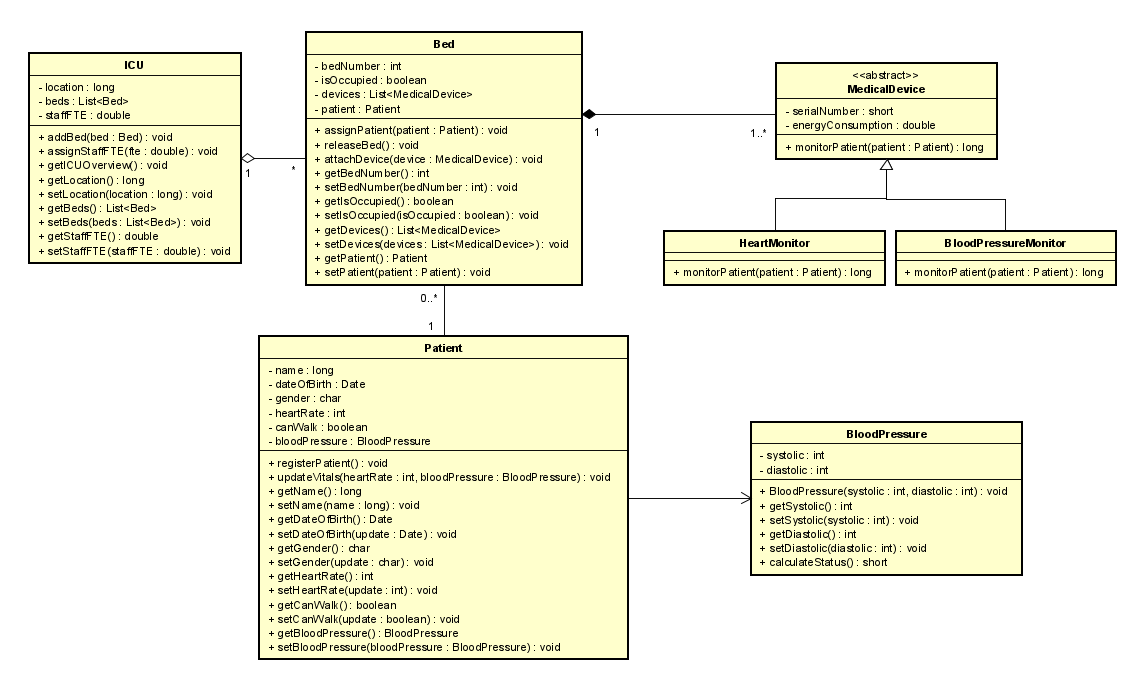 ICU
- location : long
- beds : List<Bed>
- staffFTE : double
+ addBed(bed : Bed) : void
+ assignStaffFTE(fte : double) : void
+ getICUOverview() : void
+ getLocation() : long
+ setLocation(location : long) : void
+ getBeds() : List<Bed>
+ setBeds(beds : List<Bed>) : void
+ getStaffFTE() : double
+ setStaffFTE(staffFTE : double) : void
1
*
Bed
- bedNumber : int
- isOccupied : boolean
- devices : List<MedicalDevice>
- patient : Patient
+ assignPatient(patient : Patient) : void
+ releaseBed() : void
+ attachDevice(device : MedicalDevice) : void
+ getBedNumber() : int
+ setBedNumber(bedNumber : int) : void
+ getIsOccupied() : boolean
+ setIsOccupied(isOccupied : boolean) : void
+ getDevices() : List<MedicalDevice>
+ setDevices(devices : List<MedicalDevice>) : void
+ getPatient() : Patient
+ setPatient(patient : Patient) : void
1
1..*
<<abstract>>
MedicalDevice
- serialNumber : short
- energyConsumption : double
+ monitorPatient(patient : Patient) : long
HeartMonitor
+ monitorPatient(patient : Patient) : long
BloodPressureMonitor
+ monitorPatient(patient : Patient) : long
0..*
1
Patient
- name : long
- dateOfBirth : Date
- gender : char
- heartRate : int
- canWalk : boolean
- bloodPressure : BloodPressure
+ registerPatient() : void
+ updateVitals(heartRate : int, bloodPressure : BloodPressure) : void
+ getName() : long
+ setName(name : long) : void
+ getDateOfBirth() : Date
+ setDateOfBirth(update : Date) : void
+ getGender() : char
+ setGender(update : char) : void
+ getHeartRate() : int
+ setHeartRate(update : int) : void
+ getCanWalk() : boolean
+ setCanWalk(update : boolean) : void
+ getBloodPressure() : BloodPressure
+ setBloodPressure(bloodPressure : BloodPressure) : void
BloodPressure
- systolic : int
- diastolic : int
+ BloodPressure(systolic : int, diastolic : int) : void
+ getSystolic() : int
+ setSystolic(systolic : int) : void
+ getDiastolic() : int
+ setDiastolic(diastolic : int) : void
+ calculateStatus() : short